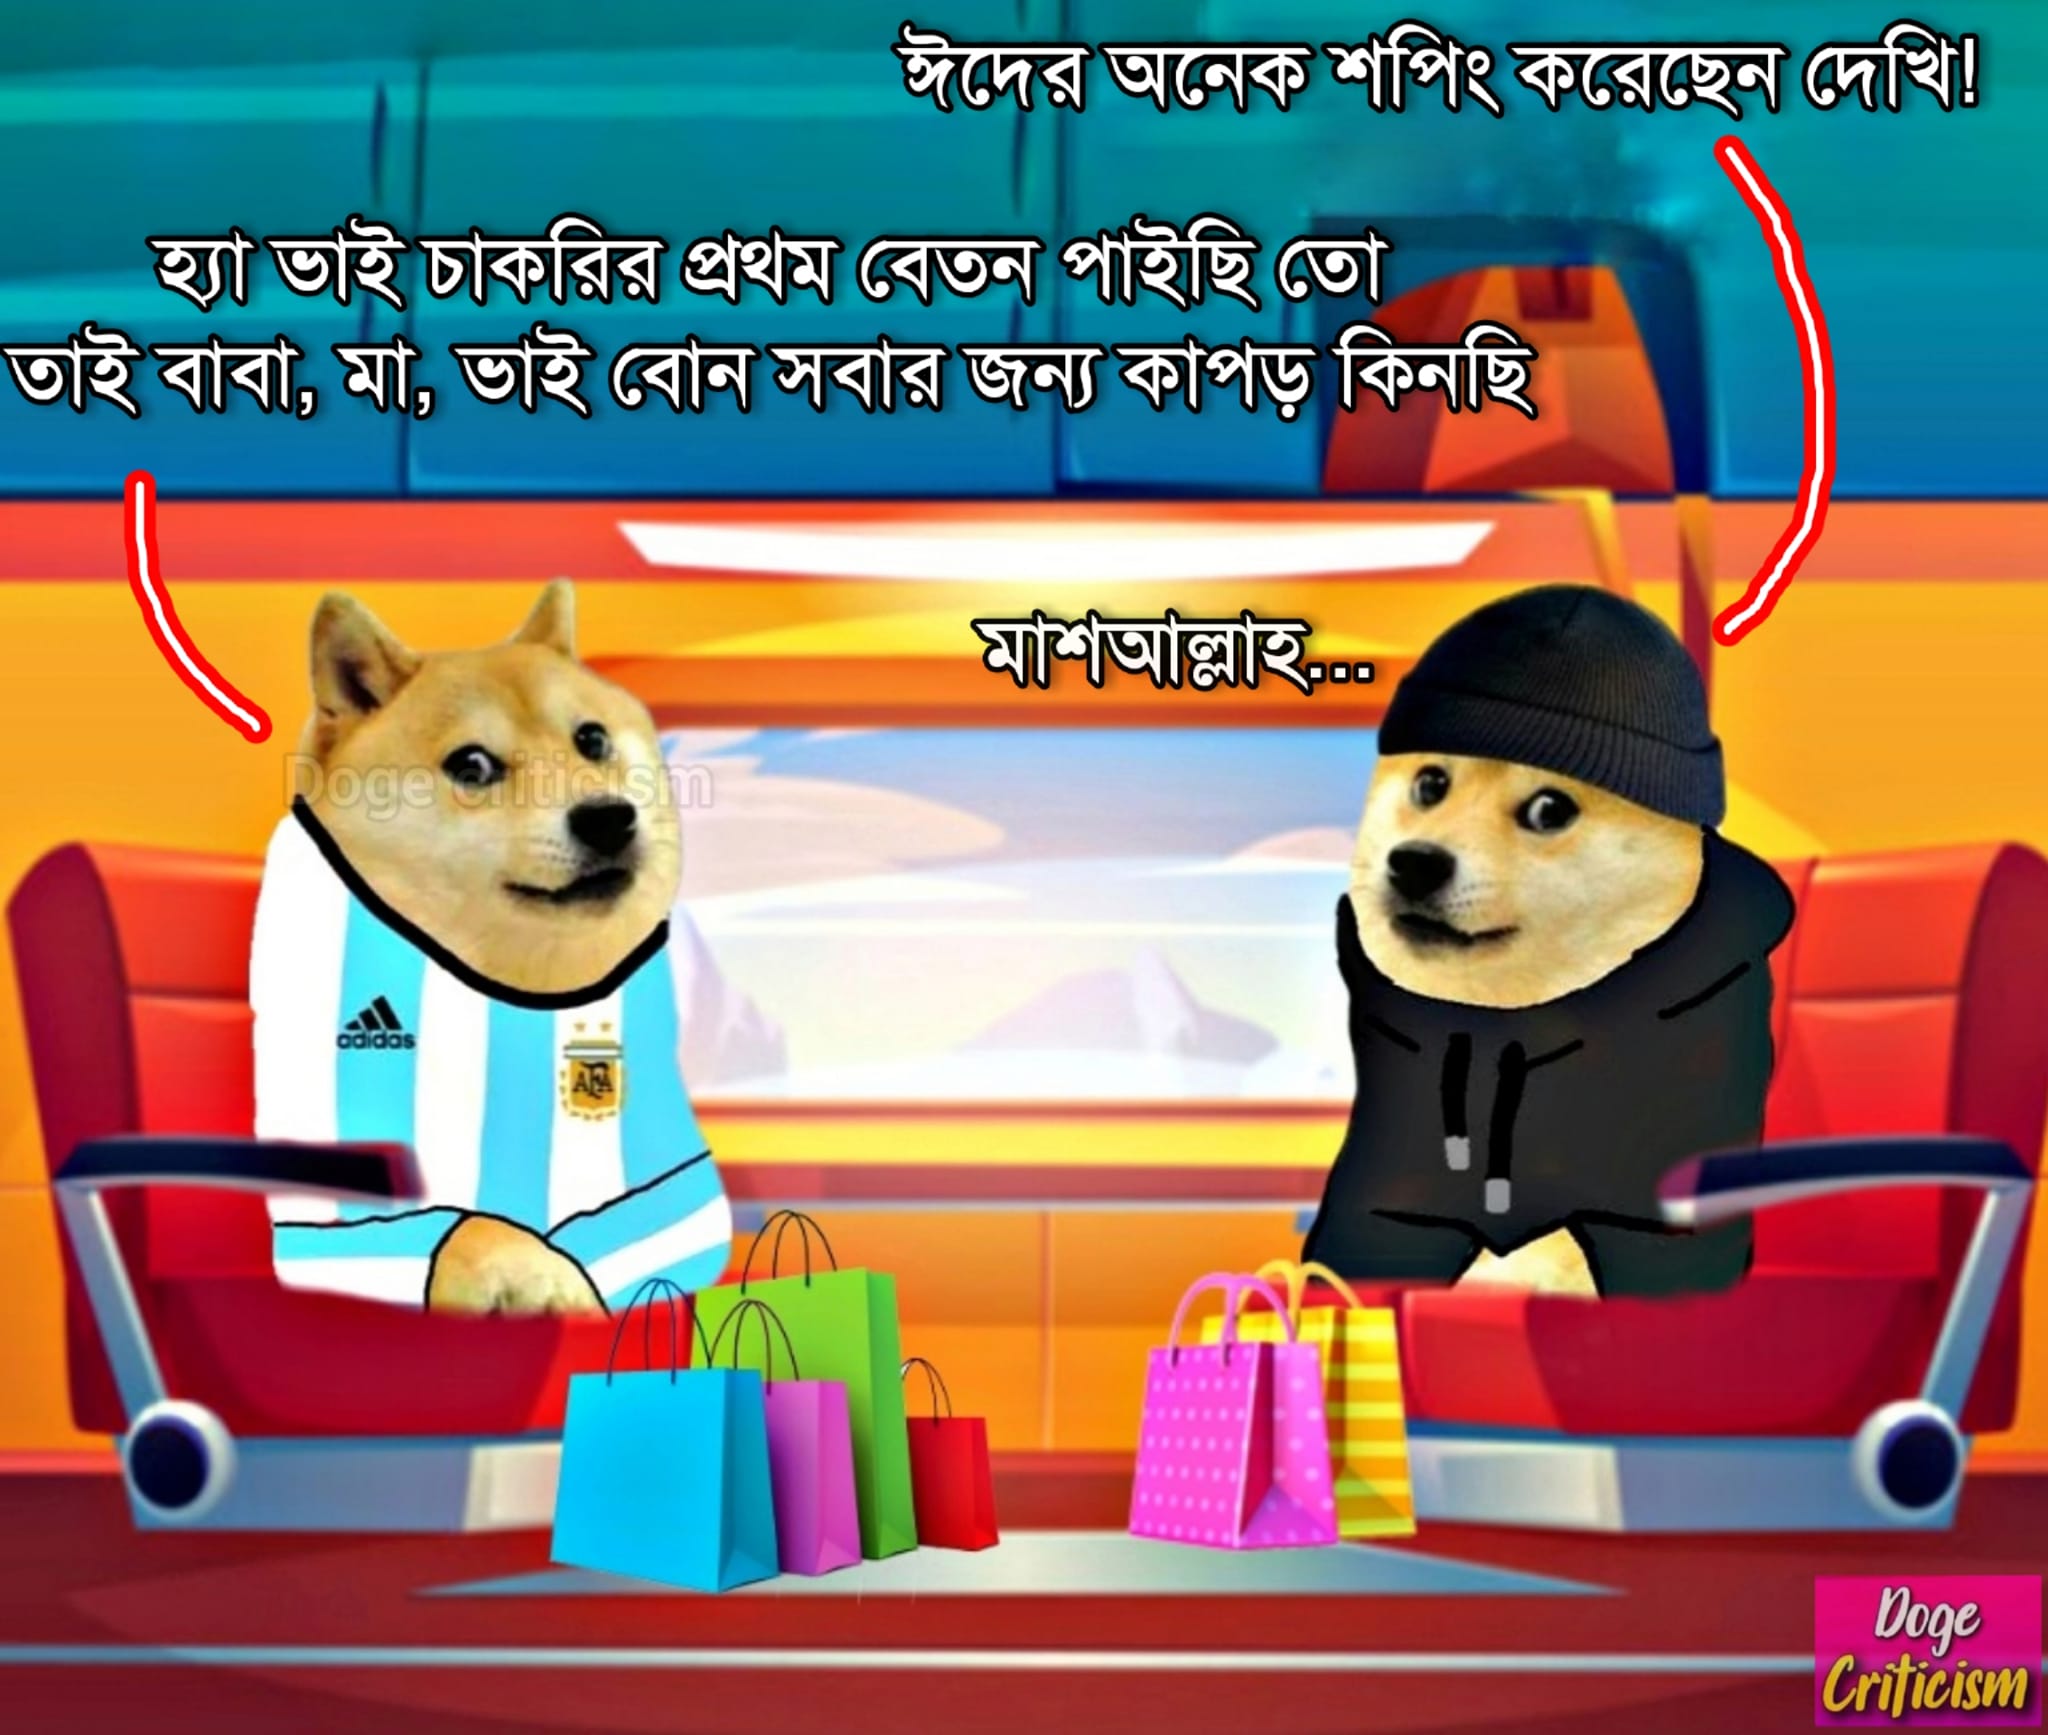 ঈদের অনেক শপিং করেছেন দেখি!
হ্যা ভাই চাকরির প্রথম বেতন পাইছি তো
তাই বাবা, মা, ভাই বোন সবার জন্য কাপড় কিনছি
মাশআল্লাহ...
Doge criticism
adidas
AFA
Doge
Criticism